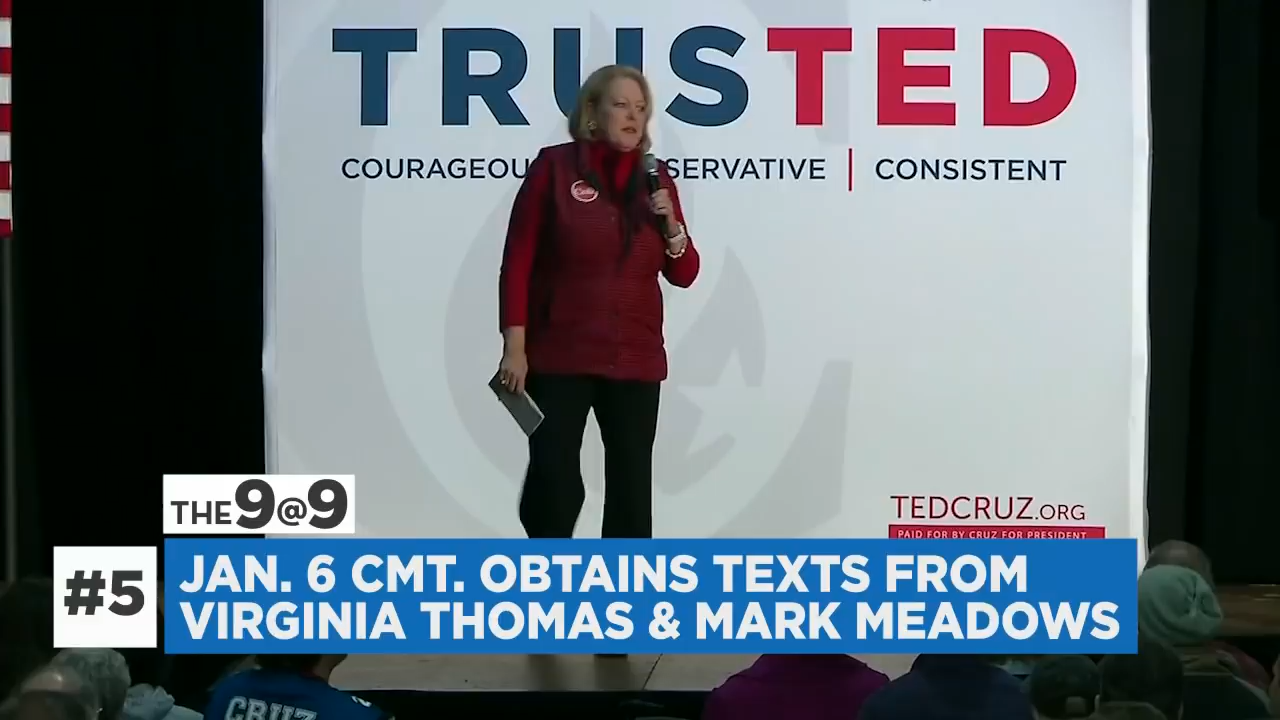 TRUSTED
COURAGEOU SERVATIVE | CONSISTENT
TEDCRUZ.ORG
PAID FOR BY CRUZ FOR PRESIDENT
THE 9@9
#5
JAN. 6 CMT. OBTAINS TEXTS FROM
VIRGINIA THOMAS & MARK MEADOWS
CRUZ